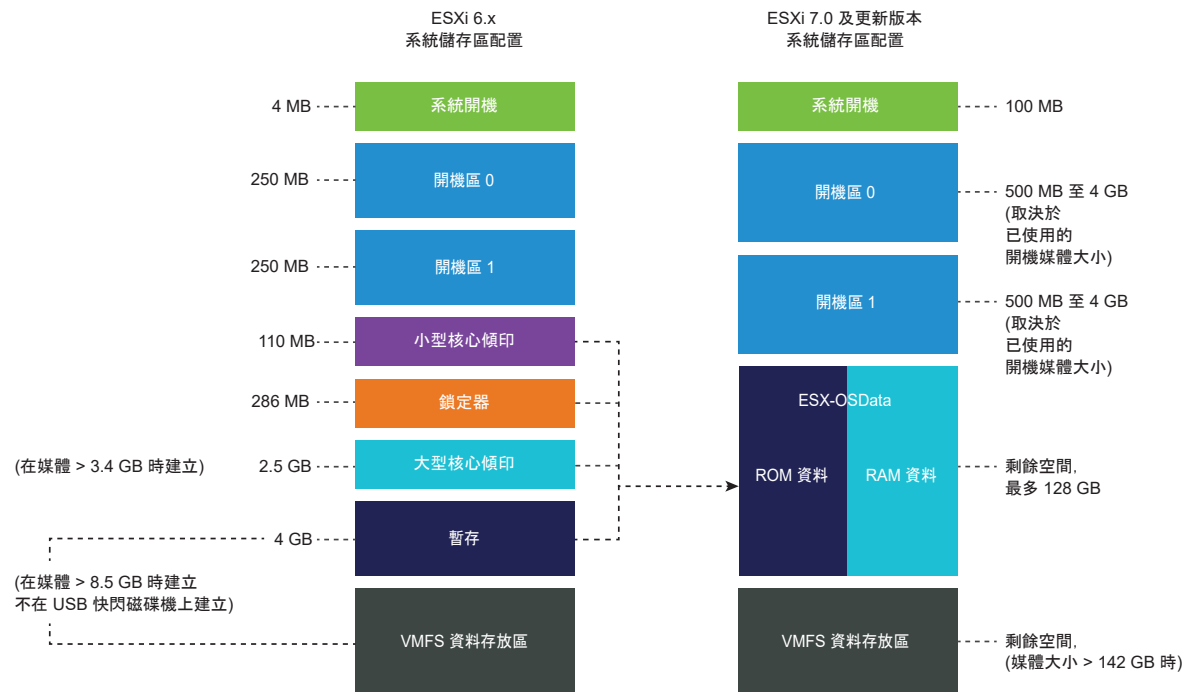 ESXi 6.x
系統儲存區配置
ESXi 7.0 及更新版本
系統儲存區配置
4 MB
系統開機
系統開機
100 MB
250 MB
開機區 0
開機區 0
500 MB 至 4 GB
(取決於
已使用的
開機媒體大小)
250 MB
開機區 1
開機區 1
500 MB 至 4 GB
(取決於
已使用的
開機媒體大小)
110 MB
小型核心傾印
286 MB
鎖定器
ESX-OSData
(在媒體 > 3.4 GB 時建立)
2.5 GB
大型核心傾印
ROM 資料
RAM 資料
剩餘空間,
最多 128 GB
4 GB
暫存
(在媒體 > 8.5 GB 時建立
不在 USB 快閃磁碟機上建立)
VMFS 資料存放區
VMFS 資料存放區
剩餘空間,
(媒體大小 > 142 GB 時)